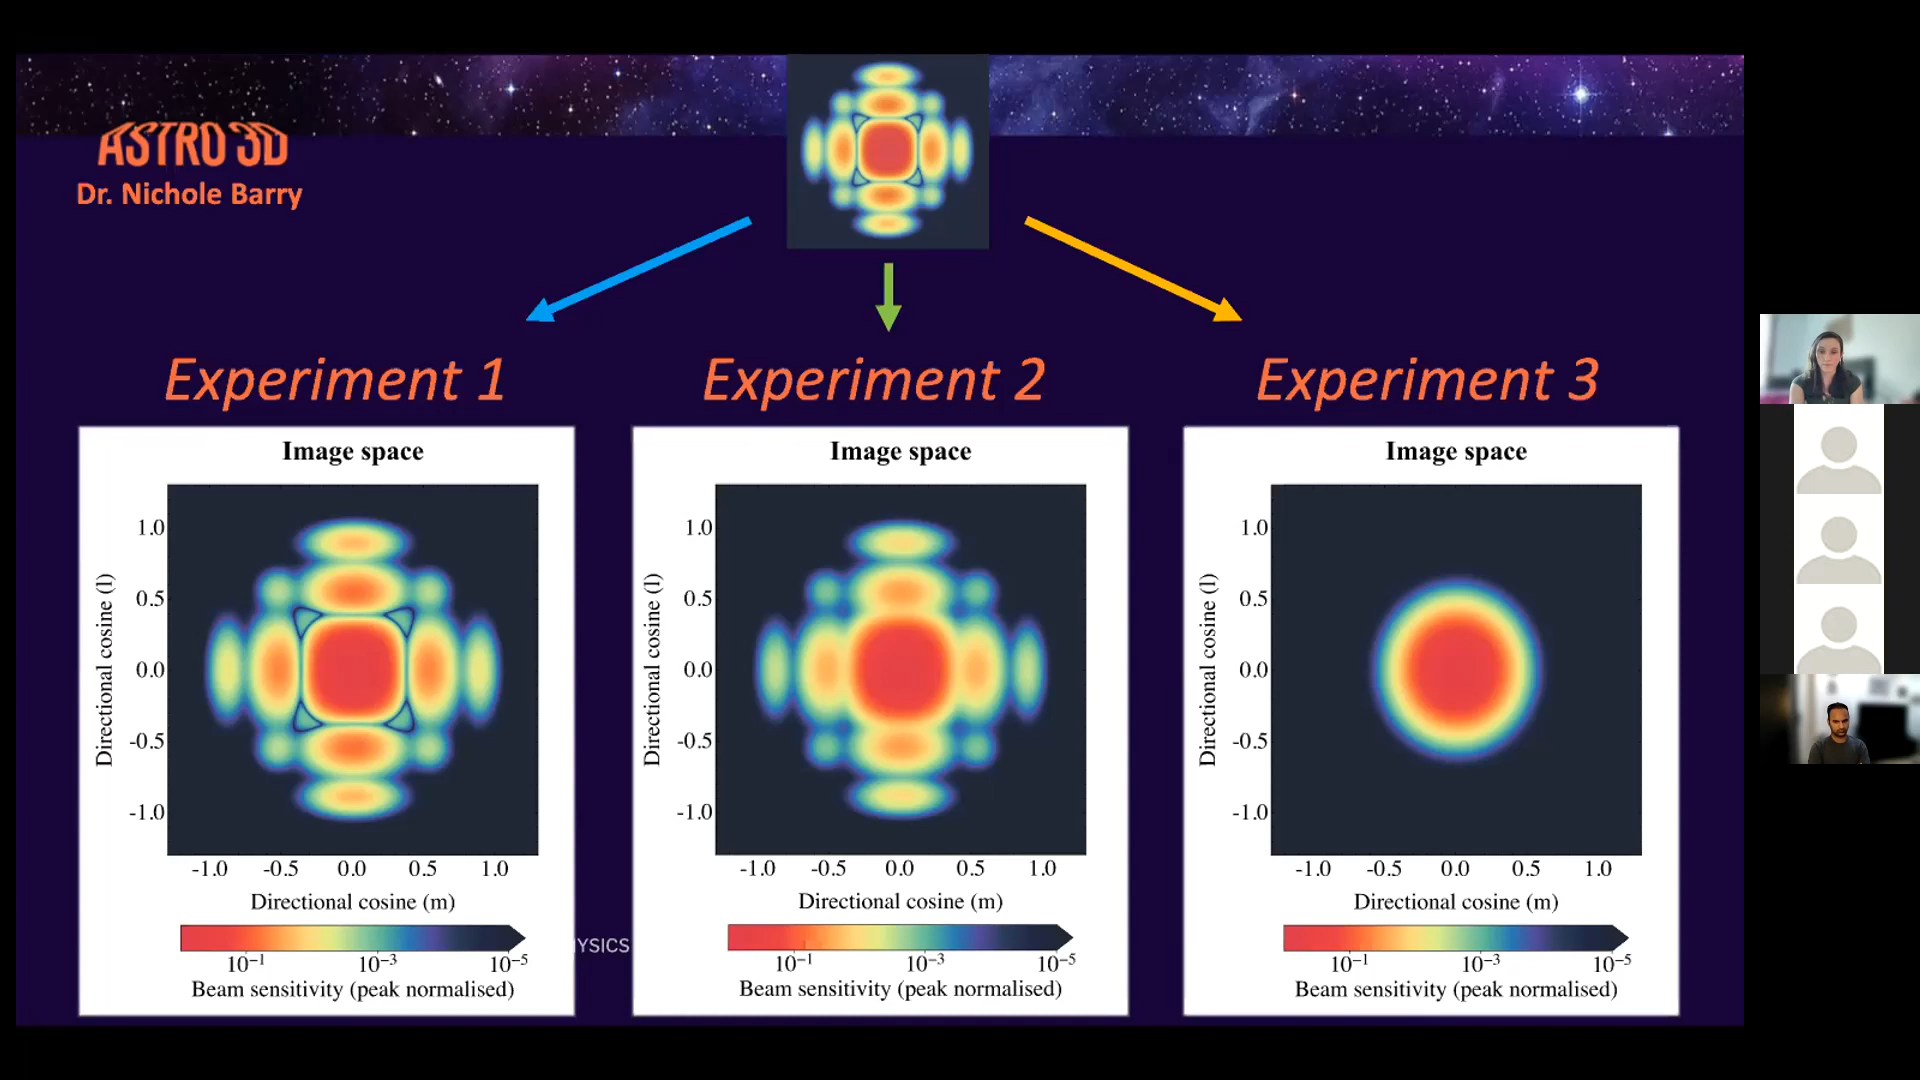 ASTRO 3D
Dr. Nichole Barry
Experiment 1
Experiment 2
Experiment 3
Image space
1.0
0.5
0.0
-0.5
-1.0
Directional cosine (l)
-1.0 -0.5 0.0 0.5 1.0
Directional cosine (m)
10⁻¹ 10⁻³ 10⁻⁵
Beam sensitivity (peak normalised)
YSICS
Image space
1.0
0.5
0.0
-0.5
-1.0
Directional cosine (l)
-1.0 -0.5 0.0 0.5 1.0
Directional cosine (m)
10⁻¹ 10⁻³ 10⁻⁵
Beam sensitivity (peak normalised)
Image space
1.0
0.5
0.0
-0.5
-1.0
Directional cosine (l)
-1.0 -0.5 0.0 0.5 1.0
Directional cosine (m)
10⁻¹ 10⁻³ 10⁻⁵
Beam sensitivity (peak normalised)